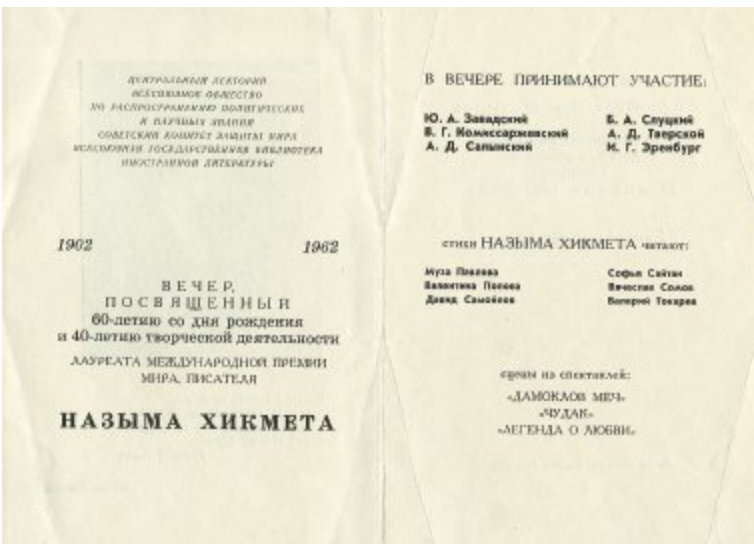 ЦЕНТРАЛЬНЫЙ ЛЕКТОРИЙ
ВСЕСОЮЗНОЕ ОБЩЕСТВО
ПО РАСПРОСТРАНЕНИЮ ПОЛИТИЧЕСКИХ
И НАУЧНЫХ ЗНАНИЙ
СОВЕТСКИЙ КОМИТЕТ ЗАЩИТЫ МИРА
ВСЕСОЮЗНАЯ ГОСУДАРСТВЕННАЯ БИБЛИОТЕКА
ИНОСТРАННОЙ ЛИТЕРАТУРЫ
1902 1962
ВЕЧЕР,
ПОСВЯЩЕННЫЙ
60-летию со дня рождения
и 40-летию творческой деятельности
ЛАУРЕАТА МЕЖДУНАРОДНОЙ ПРЕМИИ
МИРА, ПИСАТЕЛЯ
НАЗЫМА ХИКМЕТА
В ВЕЧЕРЕ ПРИНИМАЮТ УЧАСТИЕ:
Ю. А. Завадский
В. Г. Комиссаржевский
А. Д. Салынский
Б. А. Слуцкий
А. Д. Тверской
И. Г. Эренбург
стихи НАЗЫМА ХИКМЕТА читают:
Муза Павлова
Валентина Попова
Давид Самойлов
Софья Сайтан
Вячеслав Сомов
Валерий Токарев
сцены из спектаклей:
«ДАМОКЛОВ МЕЧ»
«ЧУДАК»
«ЛЕГЕНДА О ЛЮБВИ»